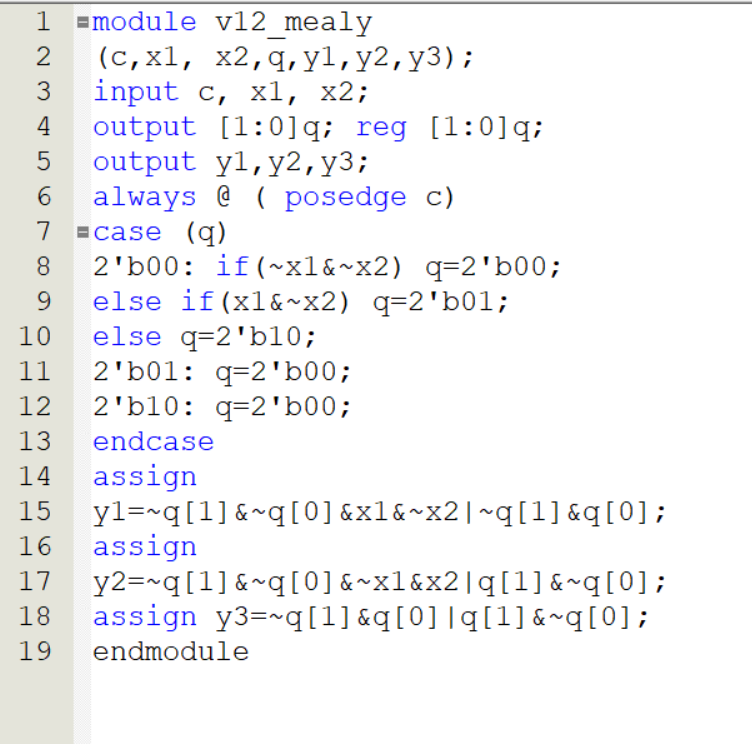 1 module v12_mealy
2 (c,x1, x2,q,y1,y2,y3);
3 input c, x1, x2;
4 output [1:0]q; reg [1:0]q;
5 output y1,y2,y3;
6 always @ ( posedge c)
7 case (q)
8 2'b00: if(~x1&~x2) q=2'b00;
9 else if(x1&~x2) q=2'b01;
10 else q=2'b10;
11 2'b01: q=2'b00;
12 2'b10: q=2'b00;
13 endcase
14 assign
15 y1=~q[1]&~q[0]&x1&~x2|~q[1]&q[0];
16 assign
17 y2=~q[1]&~q[0]&~x1&x2|q[1]&~q[0];
18 assign y3=~q[1]&q[0]|q[1]&~q[0];
19 endmodule